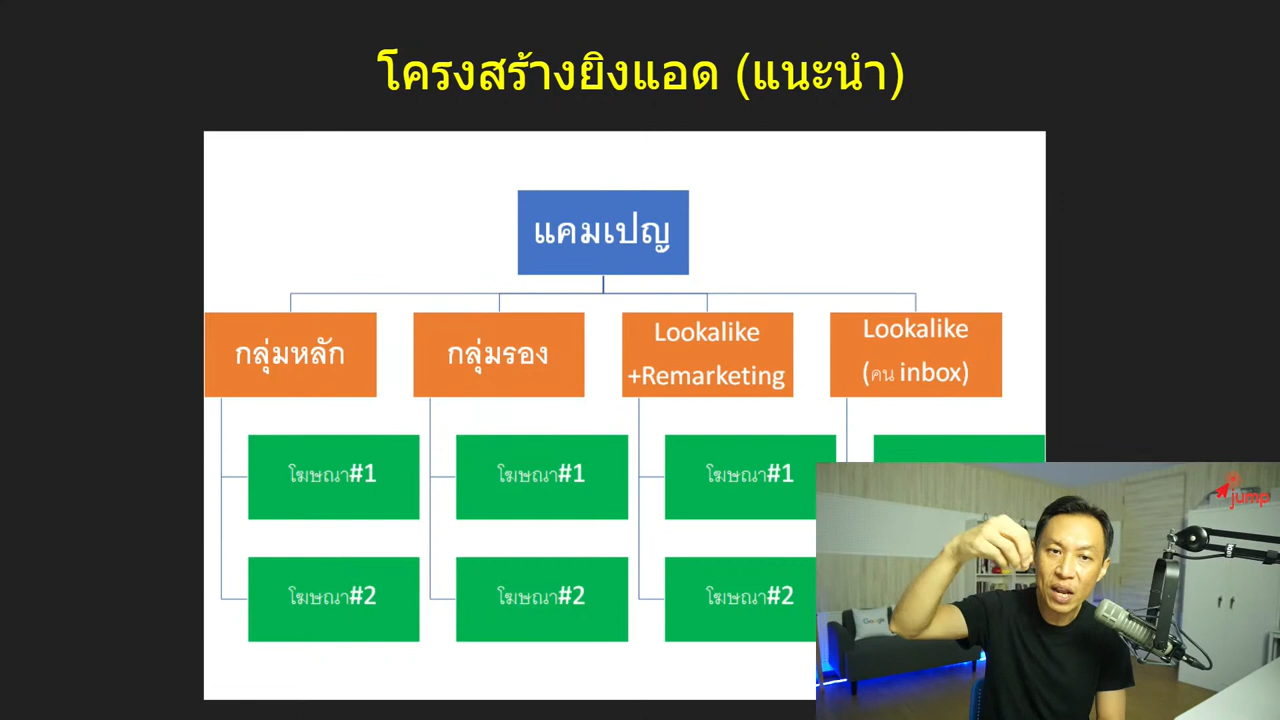 โครงสร้างยิงแอด (แนะนำ)
แคมเปญ
กลุ่มหลัก
กลุ่มรอง
Lookalike
+Remarketing
Lookalike
(คน inbox)
โฆษณา#1
โฆษณา#1
โฆษณา#1
โฆษณา#2
โฆษณา#2
โฆษณา#2
jump
Google